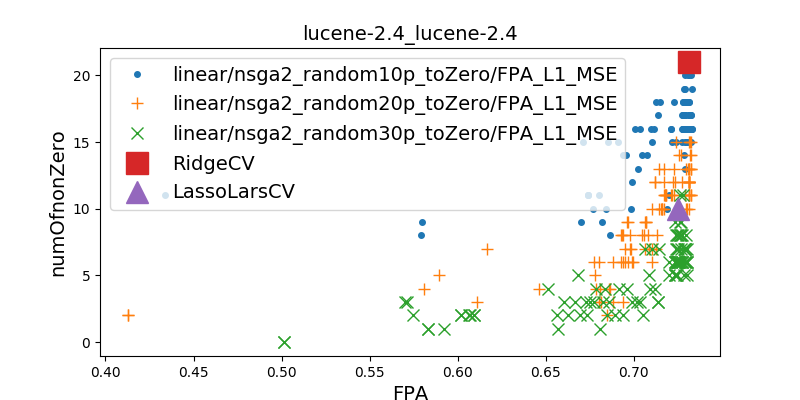 lucene-2.4_lucene-2.4
linear/nsga2_random10p_toZero/FPA_L1_MSE
linear/nsga2_random20p_toZero/FPA_L1_MSE
linear/nsga2_random30p_toZero/FPA_L1_MSE
RidgeCV
LassoLarsCV
numOfnonZero
20
15
10
5
0
0.40
0.45
0.50
0.55
0.60
0.65
0.70
FPA